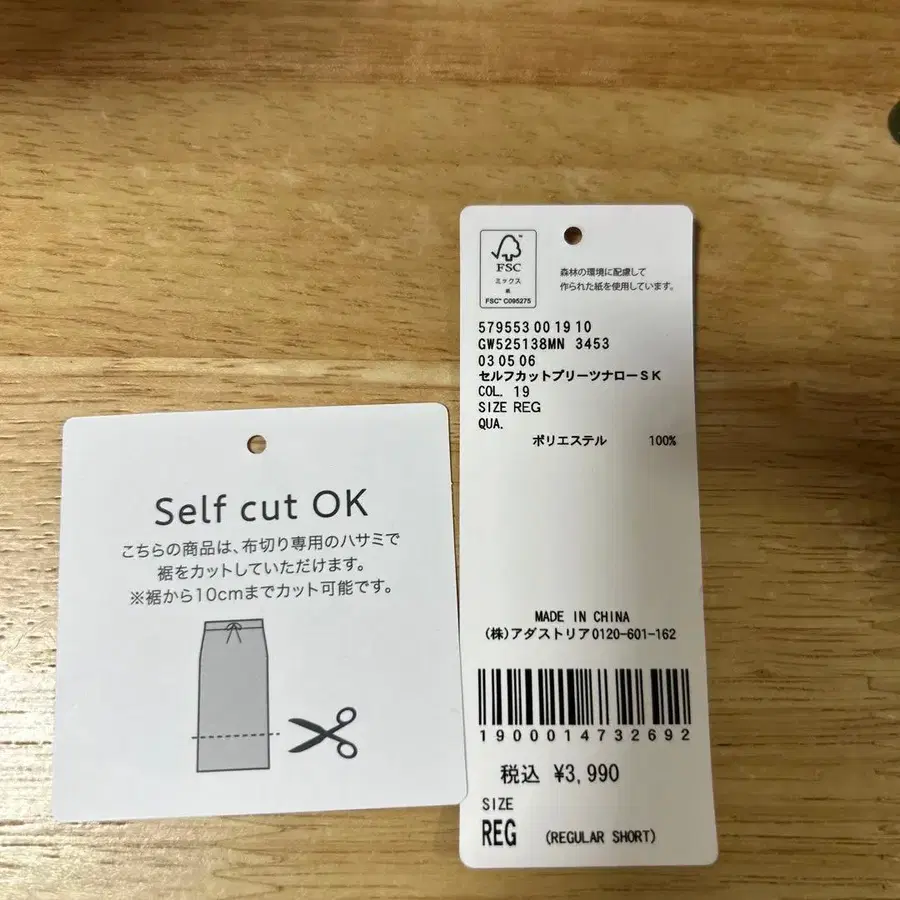 Self cut OK
こちらの商品は、布切り専用のハサミで
裾をカットしていただけます。
※裾から10cmまでカット可能です。
FSC
ミックス
紙
FSC™ C095275
森林の環境に配慮して
作られた紙を使用しています。
579553 00 19 10
GW525138MN 3453
03 05 06
セルフカットプリーツナローSK
COL. 19
SIZE REG
QUA.
ポリエステル 100%
MADE IN CHINA
(株)アダストリア0120-601-162
1900014732692
税込 ¥3,990
SIZE
REG (REGULAR SHORT)